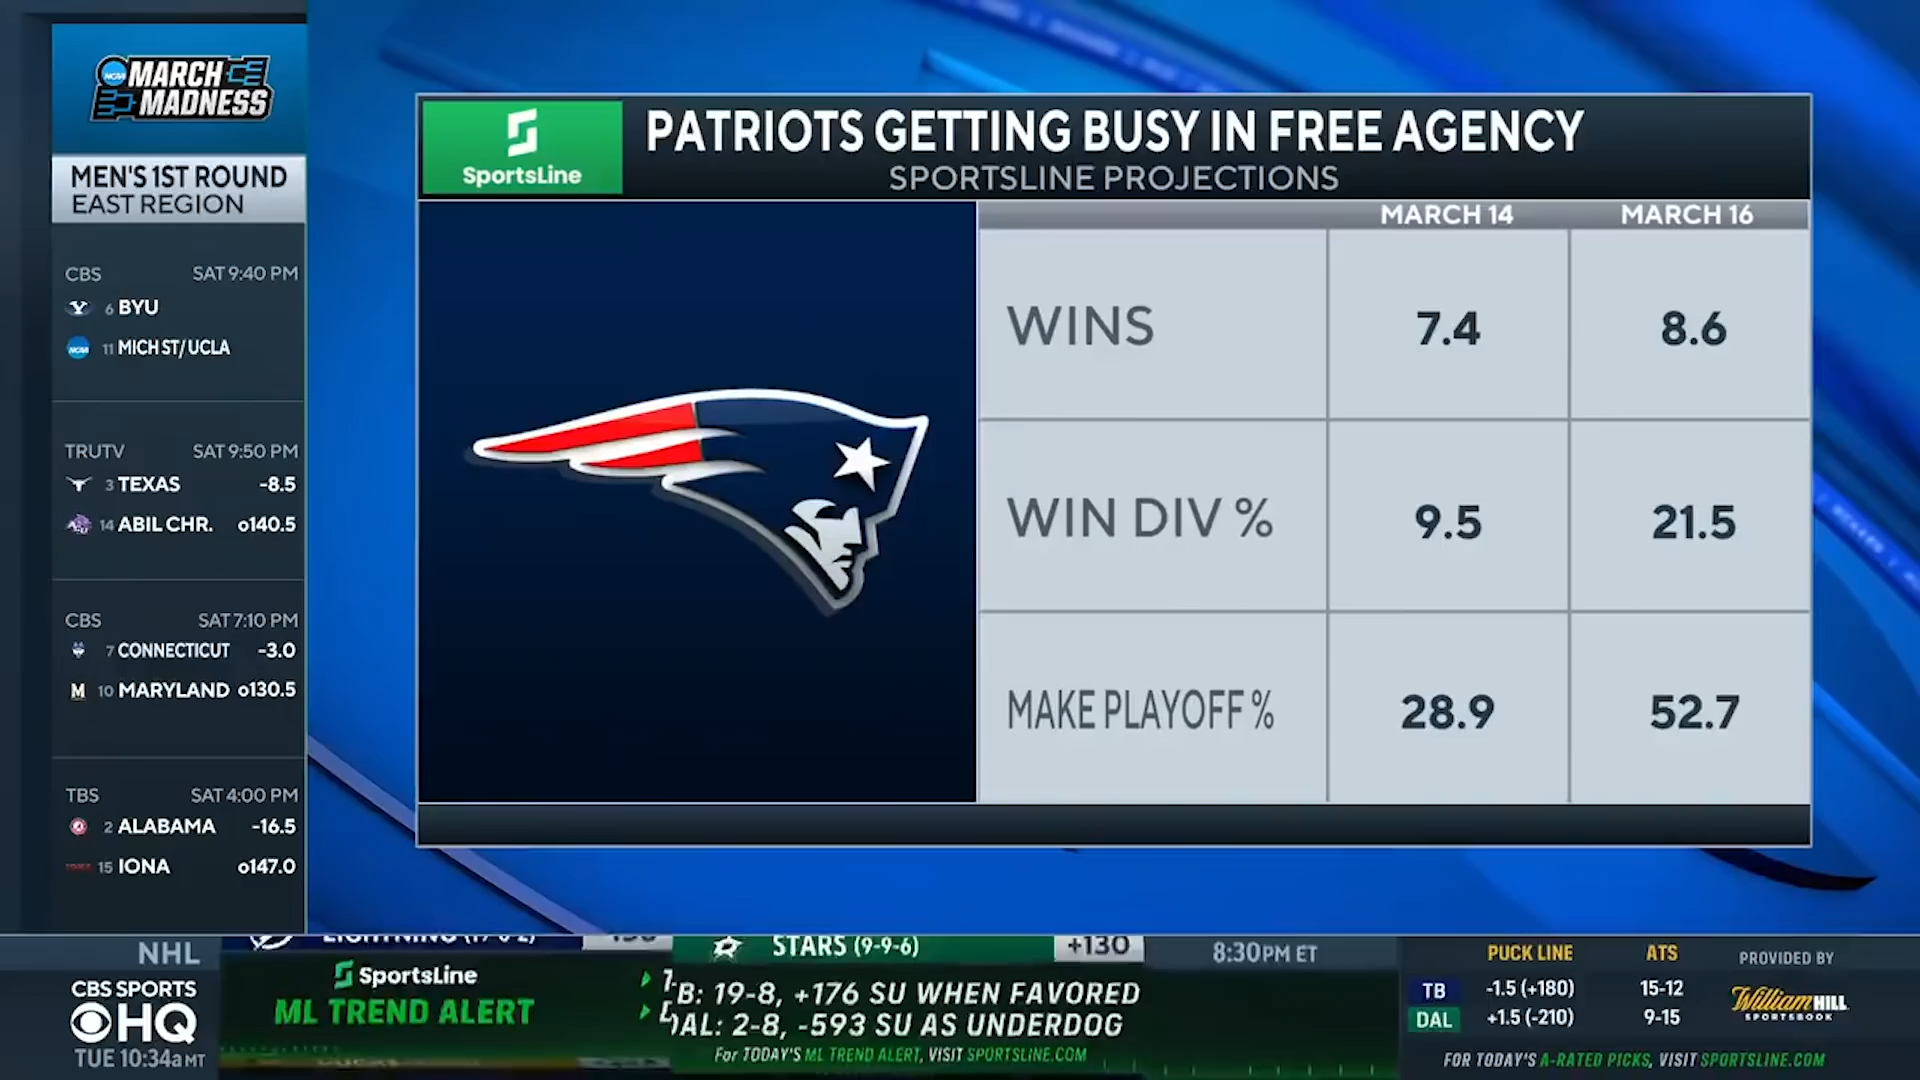 NCAA MARCH
MADNESS
MEN'S 1ST ROUND
EAST REGION
CBS SAT 9:40 PM
6 BYU
NCAA 11 MICH ST/UCLA
TRUTV SAT 9:50 PM
3 TEXAS -8.5
14 ABIL CHR. o140.5
CBS SAT 7:10 PM
7 CONNECTICUT -3.0
M 10 MARYLAND o130.5
TBS SAT 4:00 PM
2 ALABAMA -16.5
15 IONA o147.0
SportsLine
PATRIOTS GETTING BUSY IN FREE AGENCY
SPORTSLINE PROJECTIONS
MARCH 14 MARCH 16
WINS 7.4 8.6
WIN DIV % 9.5 21.5
MAKE PLAYOFF % 28.9 52.7
NHL
CBS SPORTS
HQ
TUE 10:34a MT
STARS (9-9-6) +130 8:30PM ET
SportsLine
ML TREND ALERT
TB: 19-8, +176 SU WHEN FAVORED
DAL: 2-8, -593 SU AS UNDERDOG
For TODAY'S ML TREND ALERT, VISIT SPORTSLINE.COM
PUCK LINE ATS PROVIDED BY
TB -1.5 (+180) 15-12
DAL +1.5 (-210) 9-15
William HILL
SPORTSBOOK
FOR TODAY'S A-RATED PICKS, VISIT SPORTSLINE.COM